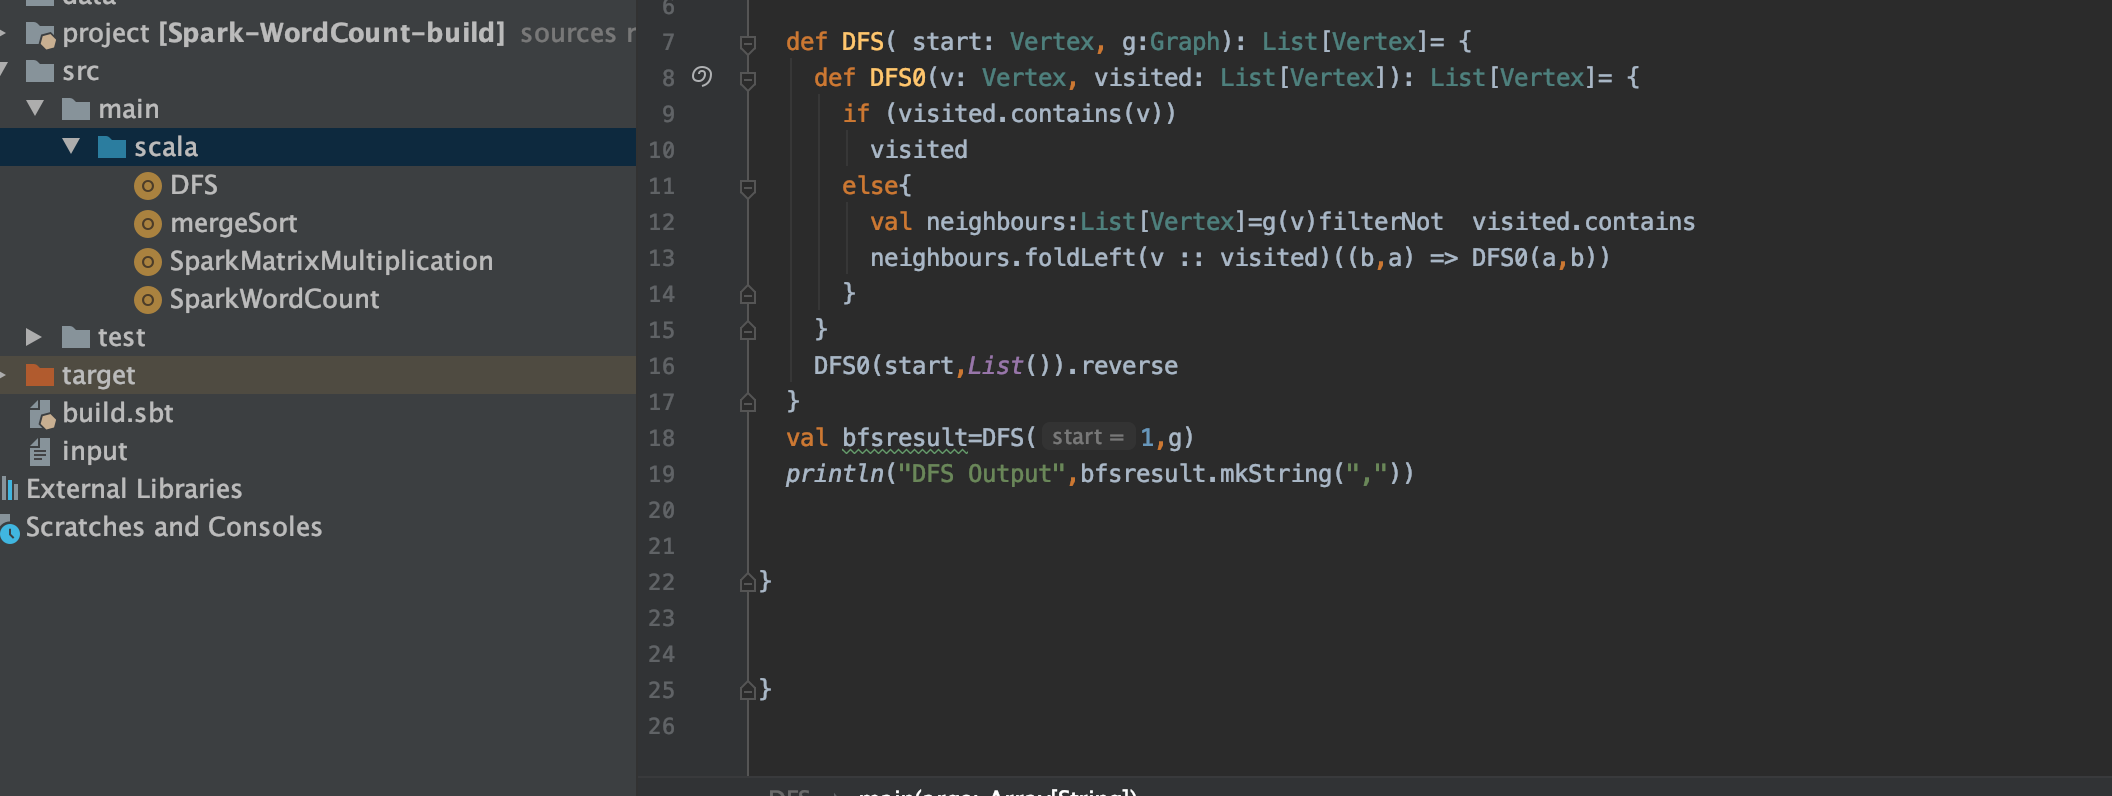 data
project [Spark-WordCount-build] sources r
src
main
scala
DFS
mergeSort
SparkMatrixMultiplication
SparkWordCount
test
target
build.sbt
input
External Libraries
Scratches and Consoles
6
7 def DFS( start: Vertex, g:Graph): List[Vertex]= {
8 def DFS0(v: Vertex, visited: List[Vertex]): List[Vertex]= {
9 if (visited.contains(v))
10 visited
11 else{
12 val neighbours:List[Vertex]=g(v)filterNot  visited.contains
13 neighbours.foldLeft(v :: visited)((b,a) => DFS0(a,b))
14 }
15 }
16 DFS0(start,List()).reverse
17 }
18 val bfsresult=DFS( start = 1,g)
19 println("DFS Output",bfsresult.mkString(","))
20
21
22 }
23
24
25 }
26
DFS main(args: Array[String])